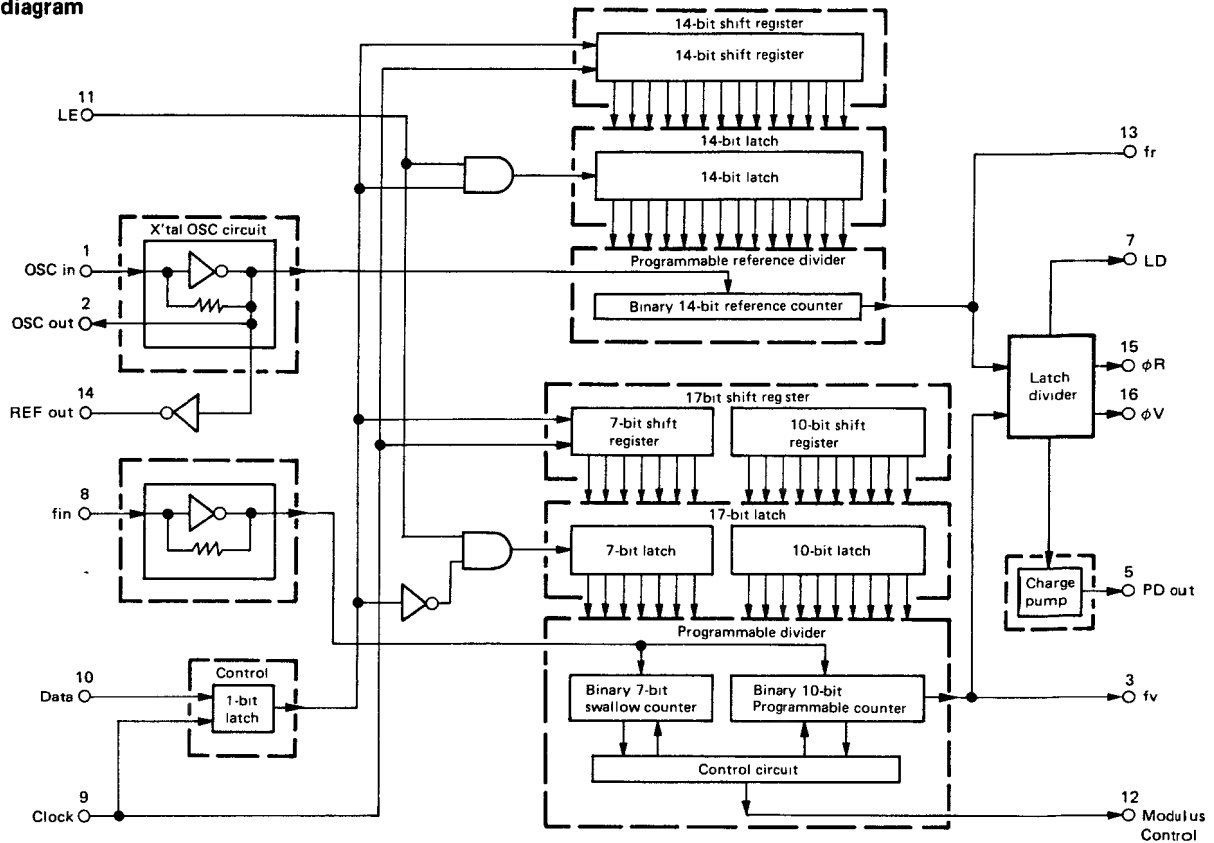 diagram
14-bit shift register
14-bit shift register
11
LE
14-bit latch
14-bit latch
13
fr
X'tal OSC circuit
1
OSC in
2
OSC out
Programmable reference divider
Binary 14-bit reference counter
7
LD
14
REF out
Latch
divider
15
φR
16
φV
17bit shift register
7-bit shift
register
10-bit shift
register
8
fin
17-bit latch
7-bit latch
10-bit latch
Charge
pump
5
PD out
Programmable divider
Control
10
Data
1-bit
latch
Binary 7-bit
swallow counter
Binary 10-bit
Programmable counter
3
fv
Control circuit
9
Clock
12
Modulus
Control